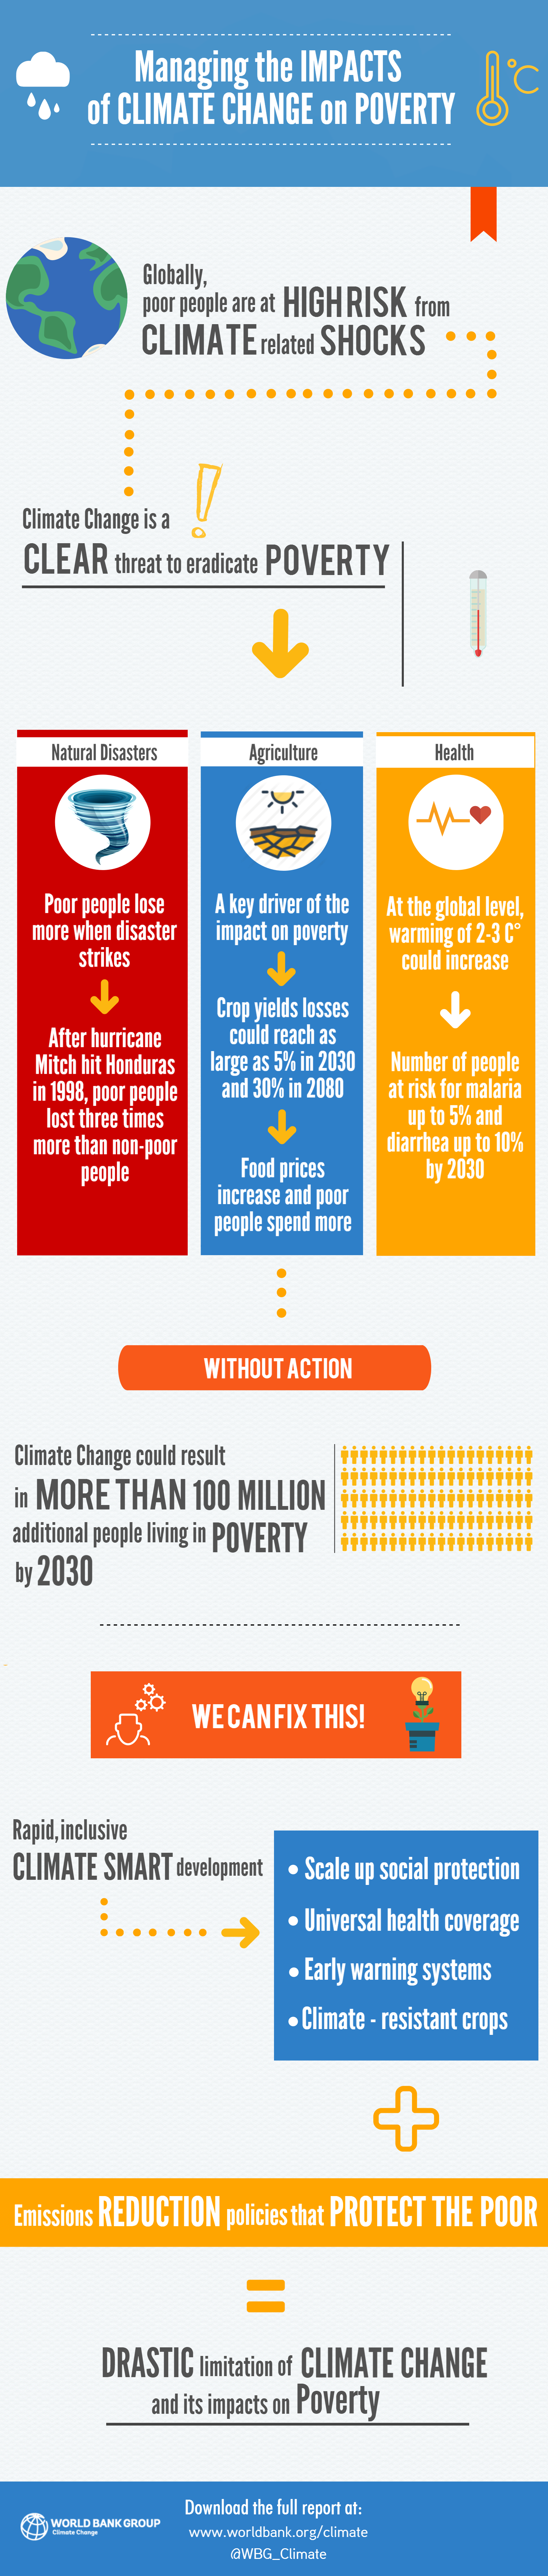 Managing the IMPACTS
of CLIMATE CHANGE on POVERTY
°C
Globally,
poor people are at HIGH RISK from
CLIMATE related SHOCKS
!
Climate Change is a
CLEAR threat to eradicate POVERTY
Natural Disasters
Poor people lose
more when disaster
strikes
After hurricane
Mitch hit Honduras
in 1998, poor people
lost three times
more than non-poor
people
Agriculture
A key driver of the
impact on poverty
Crop yields losses
could reach as
large as 5% in 2030
and 30% in 2080
Food prices
increase and poor
people spend more
Health
At the global level,
warming of 2-3 C°
could increase
Number of people
at risk for malaria
up to 5% and
diarrhea up to 10%
by 2030
WITHOUT ACTION
Climate Change could result
in MORE THAN 100 MILLION
additional people living in POVERTY
by 2030
WE CAN FIX THIS!
Rapid, inclusive
CLIMATE SMART development
• Scale up social protection
• Universal health coverage
• Early warning systems
• Climate - resistant crops
Emissions REDUCTION policies that PROTECT THE POOR
=
DRASTIC limitation of CLIMATE CHANGE
and its impacts on Poverty
WORLD BANK GROUP
Climate Change
Download the full report at:
www.worldbank.org/climate
@WBG_Climate